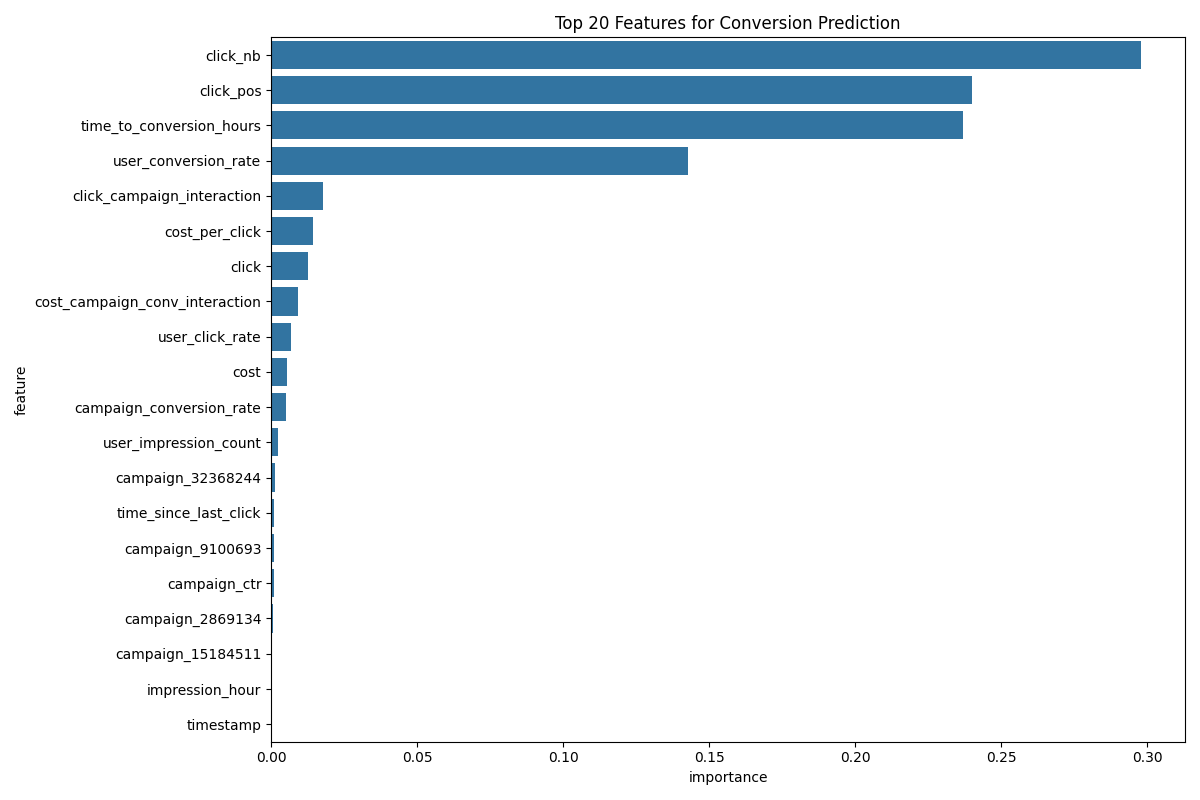 Top 20 Features for Conversion Prediction
click_nb
click_pos
time_to_conversion_hours
user_conversion_rate
click_campaign_interaction
cost_per_click
click
cost_campaign_conv_interaction
user_click_rate
cost
campaign_conversion_rate
user_impression_count
campaign_32368244
time_since_last_click
campaign_9100693
campaign_ctr
campaign_2869134
campaign_15184511
impression_hour
timestamp
feature
0.00 0.05 0.10 0.15 0.20 0.25 0.30
importance